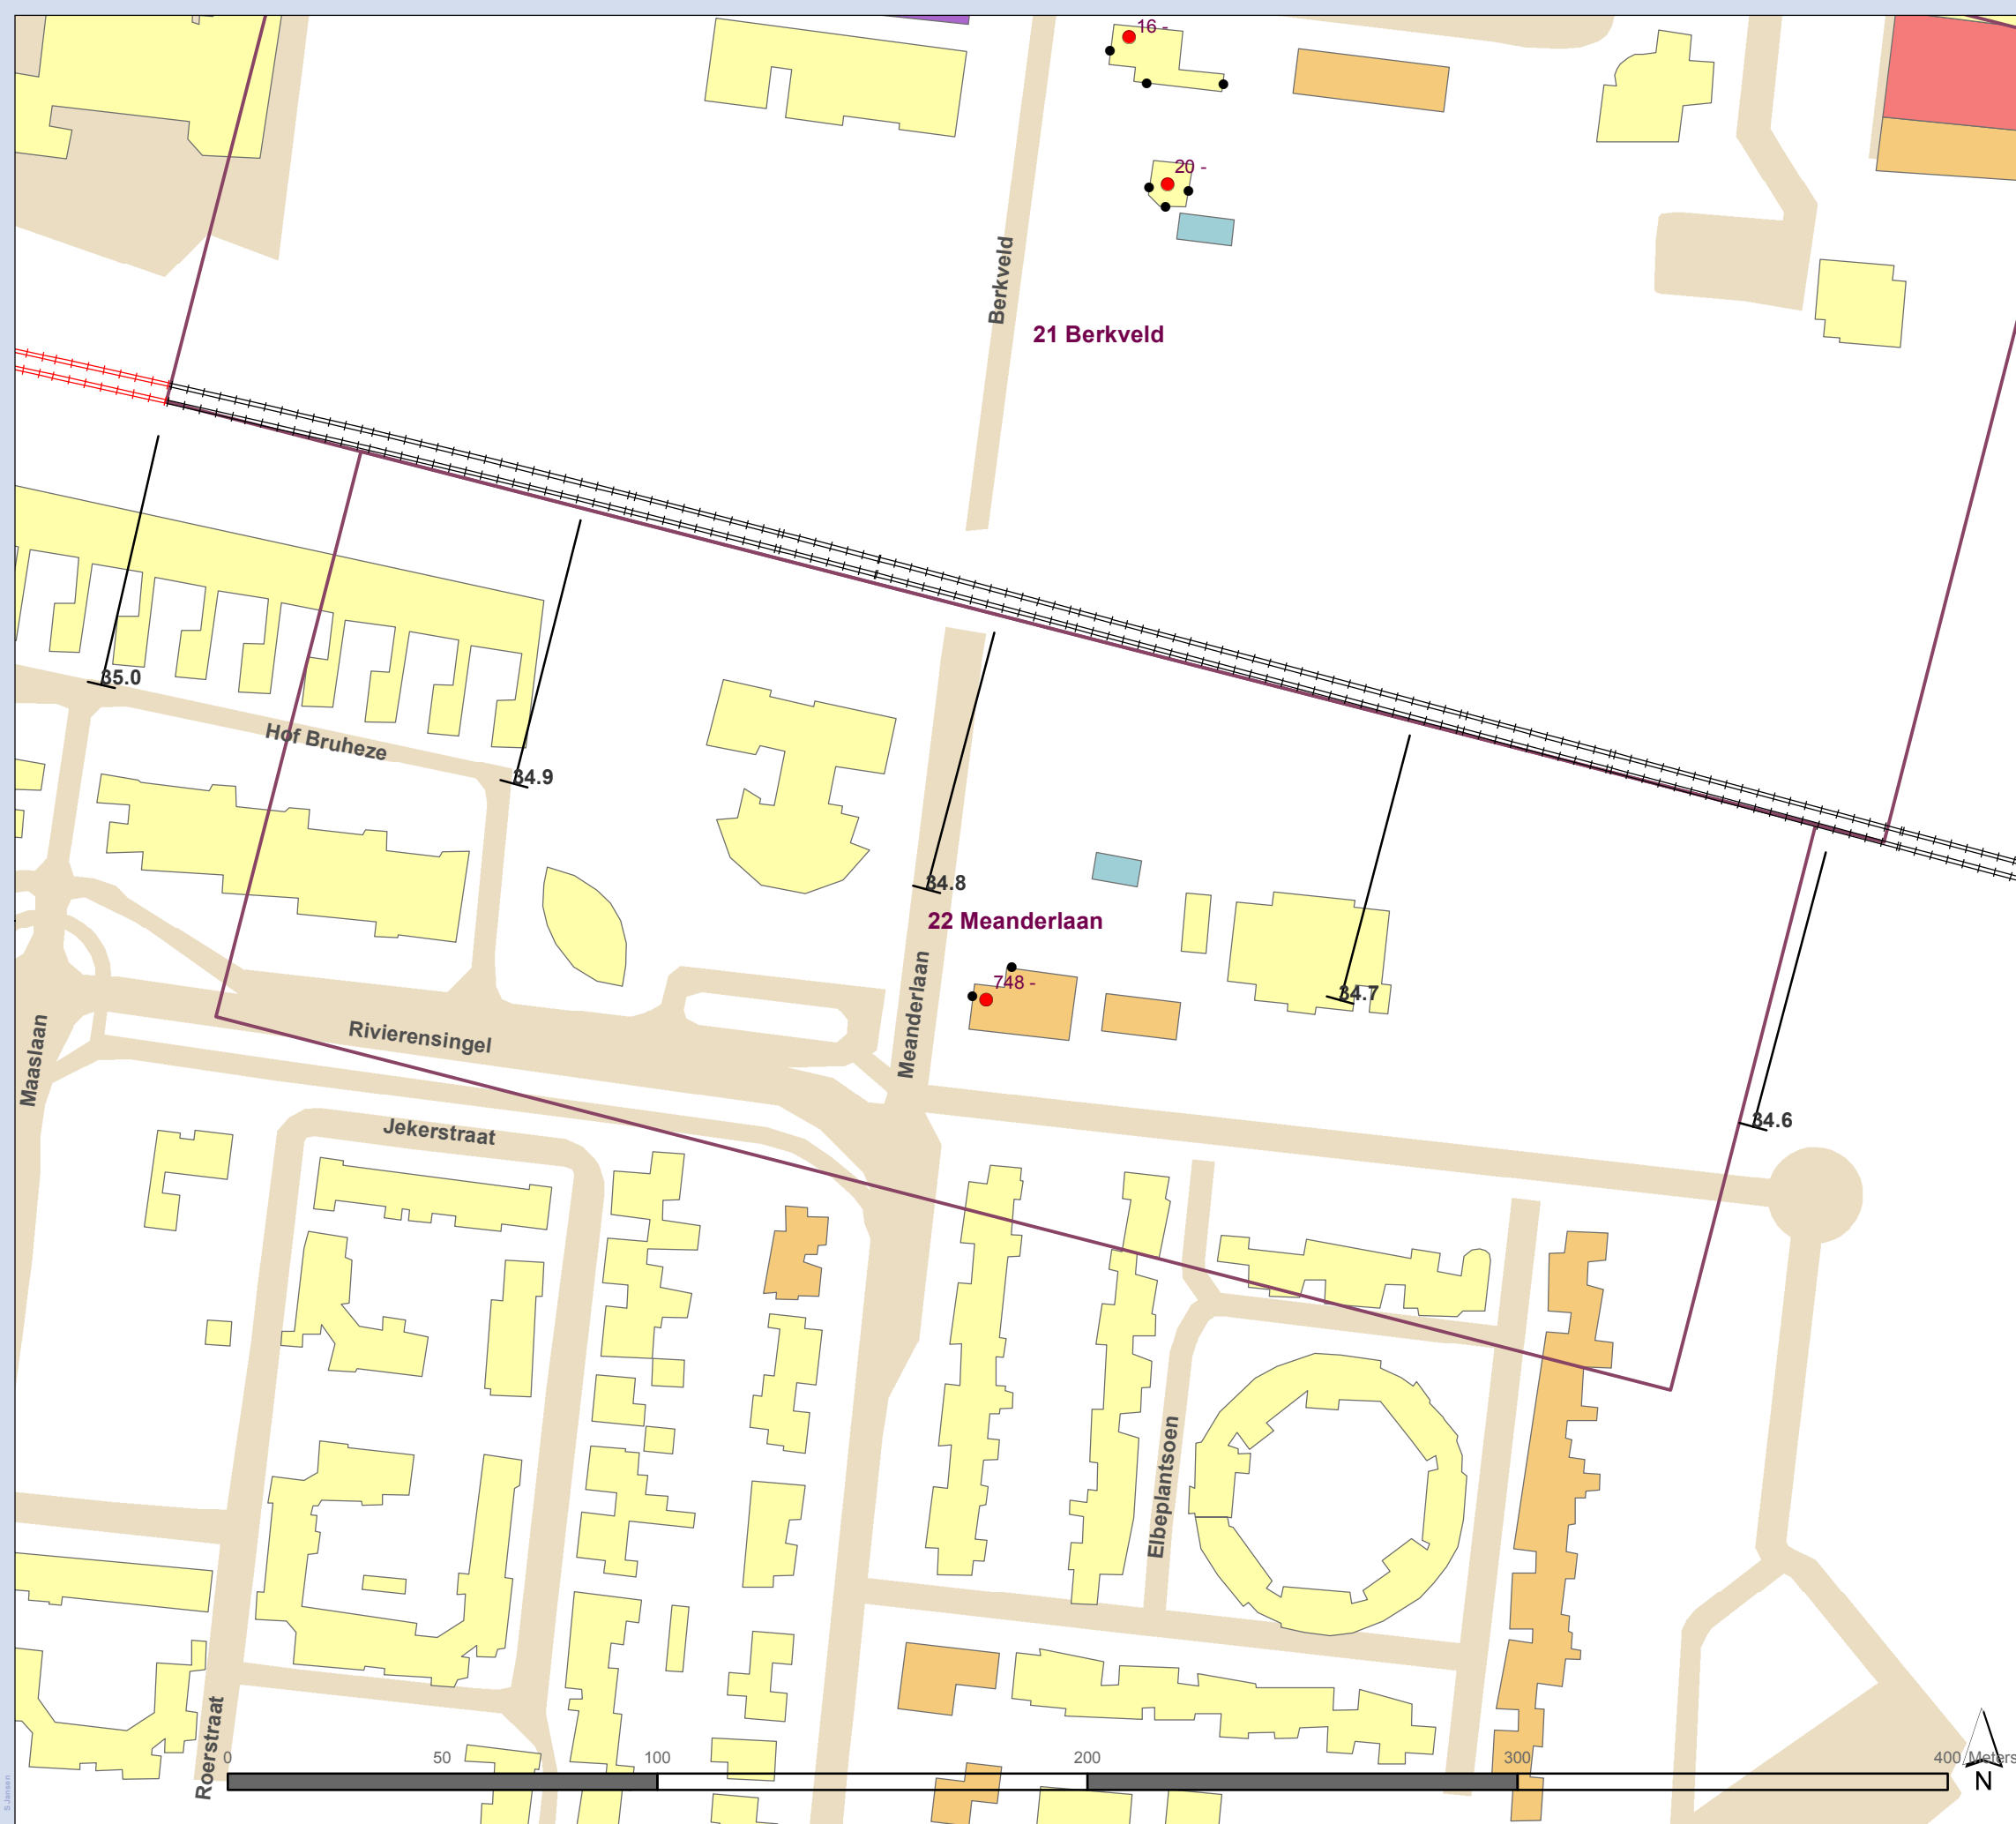 16 -
20 -
Berkveld
21 Berkveld
35.0
Hof Bruheze
34.9
34.8
22 Meanderlaan
748 -
34.7
Meanderlaan
Rivierensingel
Maaslaan
Jekerstraat
34.6
Elbeplantsoen
Roerstraat
0
50
100
200
300
400 Meters
N
S Jansen